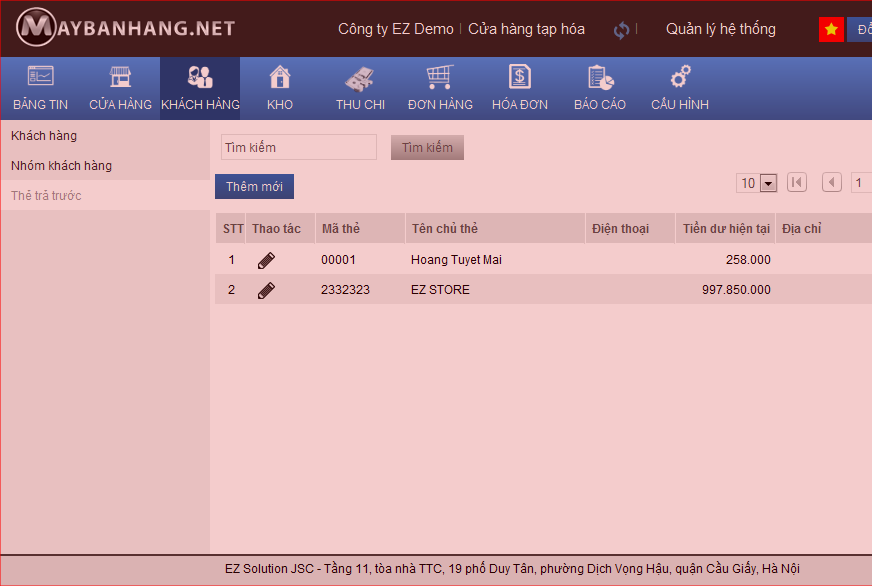 MAYBANHANG.NET
Công ty EZ Demo | Cửa hàng tạp hóa | Quản lý hệ thống
BẢNG TIN CỬA HÀNG KHÁCH HÀNG KHO THU CHI ĐƠN HÀNG HÓA ĐƠN BÁO CÁO CẤU HÌNH
Khách hàng
Nhóm khách hàng
Thẻ trả trước
Tìm kiếm Tìm kiếm
Thêm mới
10 1
STT Thao tác Mã thẻ Tên chủ thẻ Điện thoại Tiền dư hiện tại Địa chỉ
1 00001 Hoang Tuyet Mai 258.000
2 2332323 EZ STORE 997.850.000
EZ Solution JSC - Tầng 11, tòa nhà TTC, 19 phố Duy Tân, phường Dịch Vọng Hậu, quận Cầu Giấy, Hà Nội